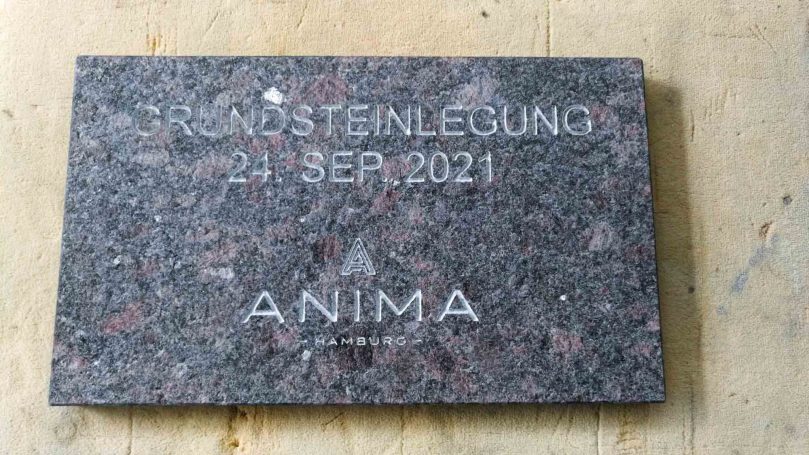 GRUNDSTEINLEGUNG
24. SEP. 2021
ANIMA
- HAMBURG -